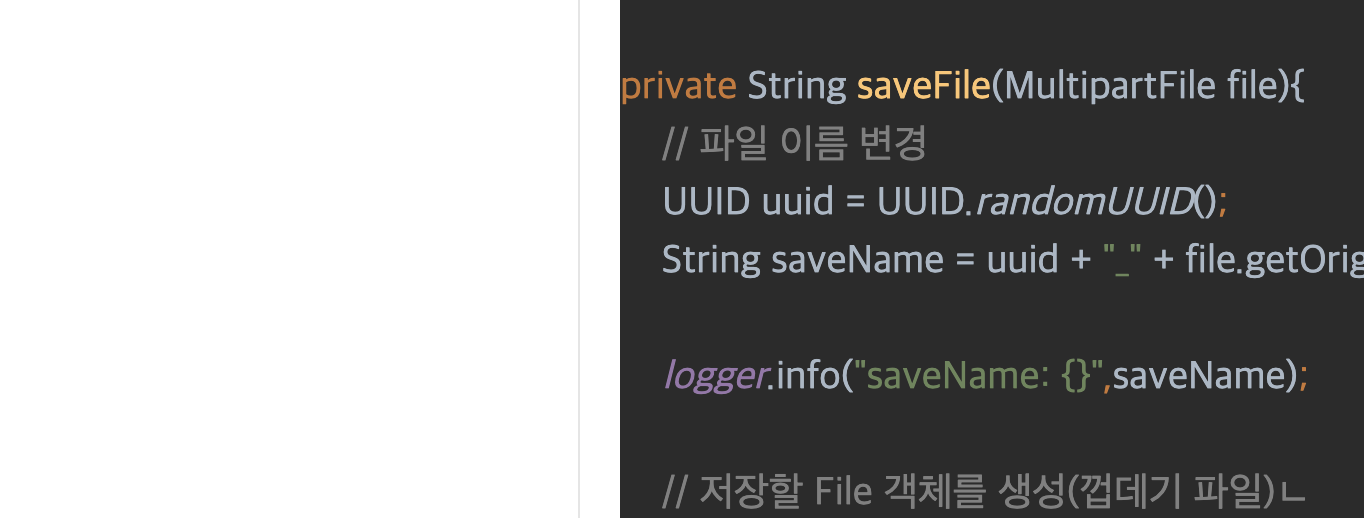 private String saveFile(MultipartFile file){
// 파일 이름 변경
UUID uuid = UUID.randomUUID();
String saveName = uuid + "_" + file.getOrig
logger.info("saveName: {}",saveName);
// 저장할 File 객체를 생성(껍데기 파일)ㄴ